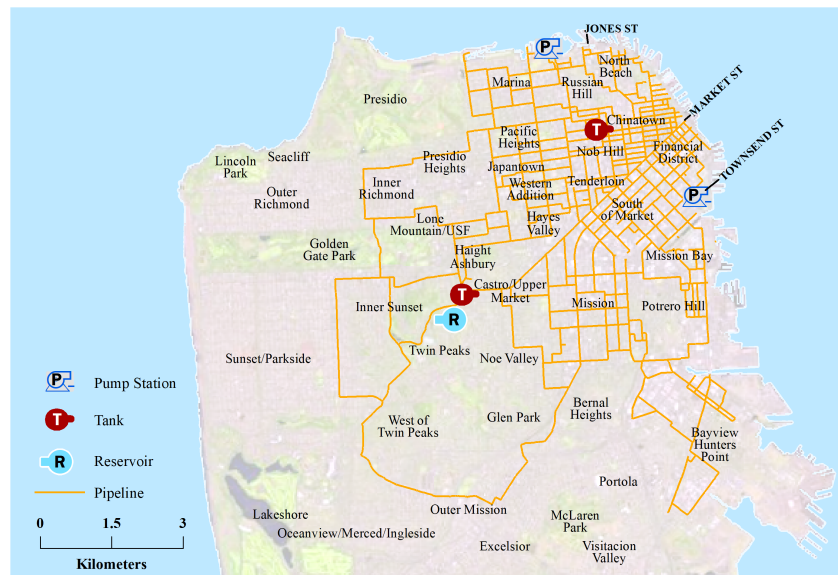 JONES ST
P
North
Beach
Marina
Russian
Hill
MARKET ST
Presidio
T
Chinatown
Pacific
Heights
Nob Hill
Financial
District
TOWNSEND ST
Seacliff
Lincoln
Park
Presidio
Heights
Japantown
Inner
Richmond
Western
Addition
Tenderloin
P
Outer
Richmond
South
of Market
Lone
Mountain/USF
Hayes
Valley
Golden
Gate Park
Haight
Ashbury
Mission Bay
T
Castro/Upper
Market
Inner Sunset
Mission
Potrero Hill
R
Twin Peaks
Sunset/Parkside
Noe Valley
P
Pump Station
T
Tank
West of
Twin Peaks
Glen Park
Bernal
Heights
Bayview
Hunters
Point
R
Reservoir
Pipeline
Portola
Outer Mission
Lakeshore
McLaren
Park
Oceanview/Merced/Ingleside
Excelsior
Visitacion
Valley
0 1.5 3
Kilometers